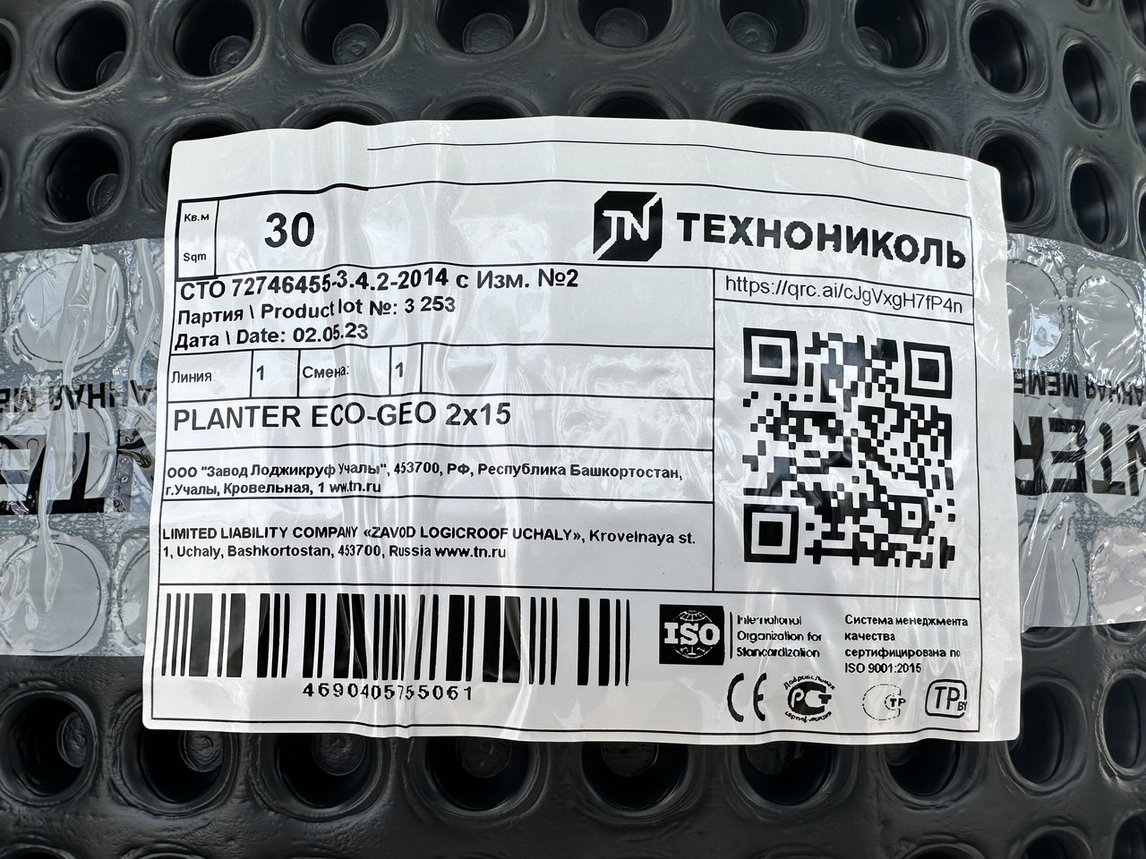 Кв.м
30
Sqm
TN ТЕХНОНИКОЛЬ
СТО 72746455-3.4.2-2014 с Изм. №2
Партия \ Product lot №: 3 253
Дата \ Date: 02.05.23
https://qrc.ai/cJgVxgH7fP4n
Линия 1 Смена: 1
PLANTER ECO-GEO 2x15
ООО "Завод Лоджикруф Учалы", 453700, РФ, Республика Башкортостан,
г.Учалы, Кровельная, 1 www.tn.ru
LIMITED LIABILITY COMPANY «ZAVOD LOGICROOF UCHALY», Krovelnaya st.
1, Uchaly, Bashkortostan, 453700, Russia www.tn.ru
4690405755061
ISO
International
Organization for
Standardization
Система менеджмента
качества
сертифицирована по
ISO 9001:2015
CE
РСТ
ТР
TP BY